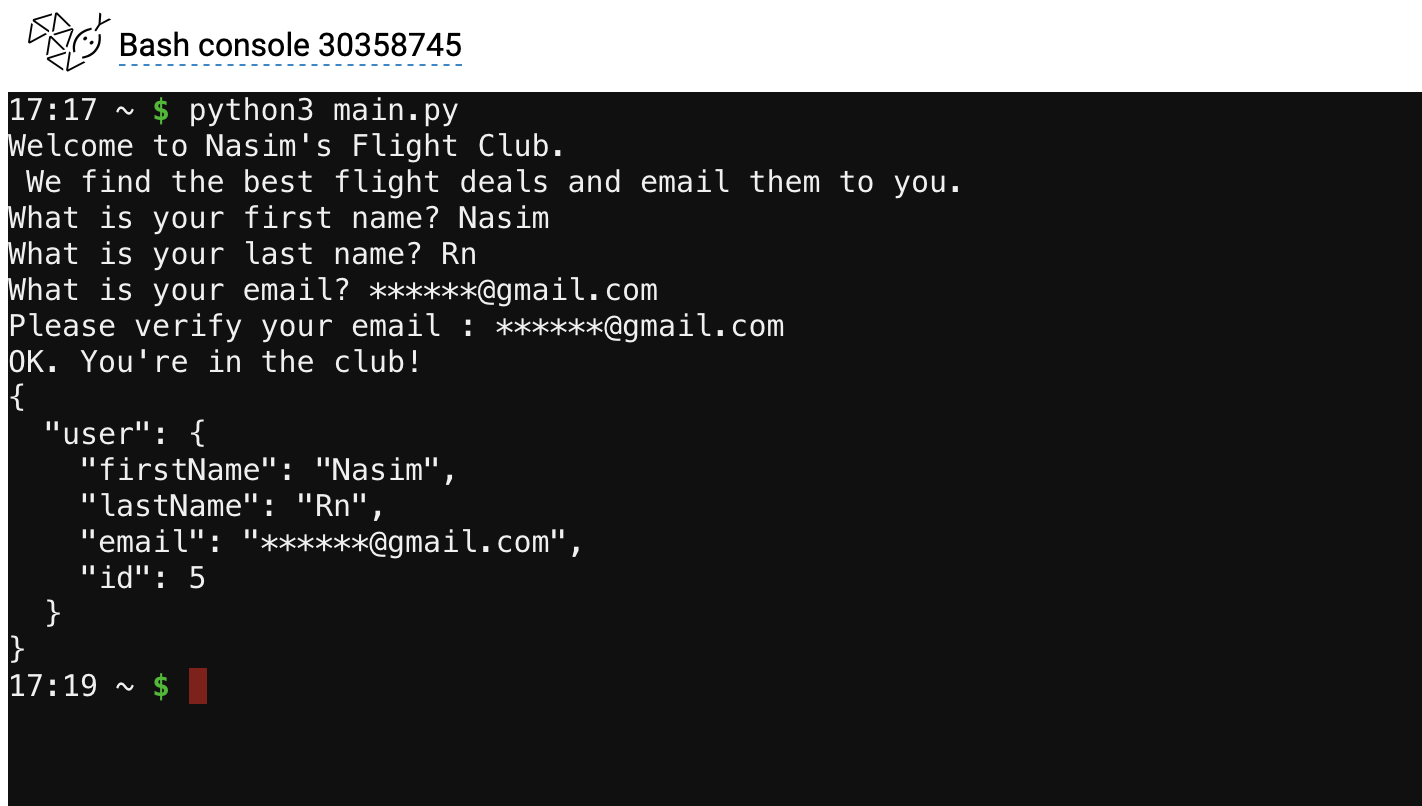 Bash console 30358745
17:17 ~ $ python3 main.py
Welcome to Nasim's Flight Club.
 We find the best flight deals and email them to you.
What is your first name? Nasim
What is your last name? Rn
What is your email? ******@gmail.com
Please verify your email : ******@gmail.com
OK. You're in the club!
{
  "user": {
    "firstName": "Nasim",
    "lastName": "Rn",
    "email": "******@gmail.com",
    "id": 5
  }
}
17:19 ~ $